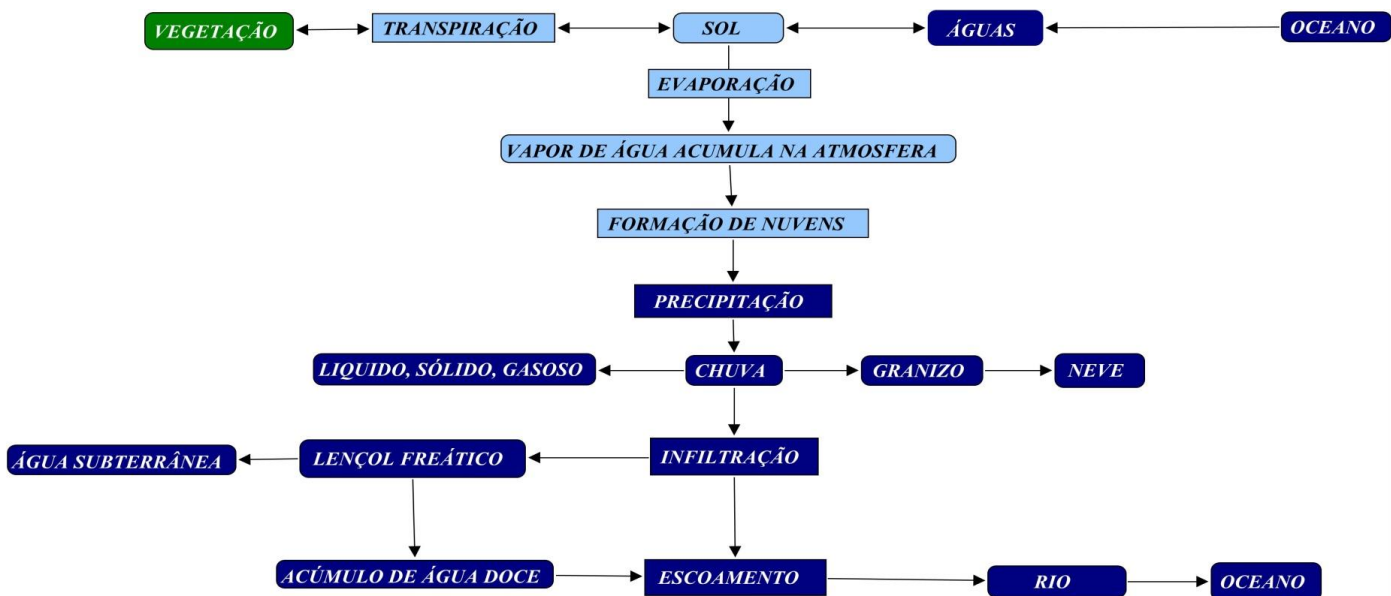 VEGETAÇÃO
TRANSPIRAÇÃO
SOL
ÁGUAS
OCEANO
EVAPORAÇÃO
VAPOR DE ÁGUA ACUMULA NA ATMOSFERA
FORMAÇÃO DE NUVENS
PRECIPITAÇÃO
LIQUIDO, SÓLIDO, GASOSO
CHUVA
GRANIZO
NEVE
ÁGUA SUBTERRÂNEA
LENÇOL FREÁTICO
INFILTRAÇÃO
ACÚMULO DE ÁGUA DOCE
ESCOAMENTO
RIO
OCEANO